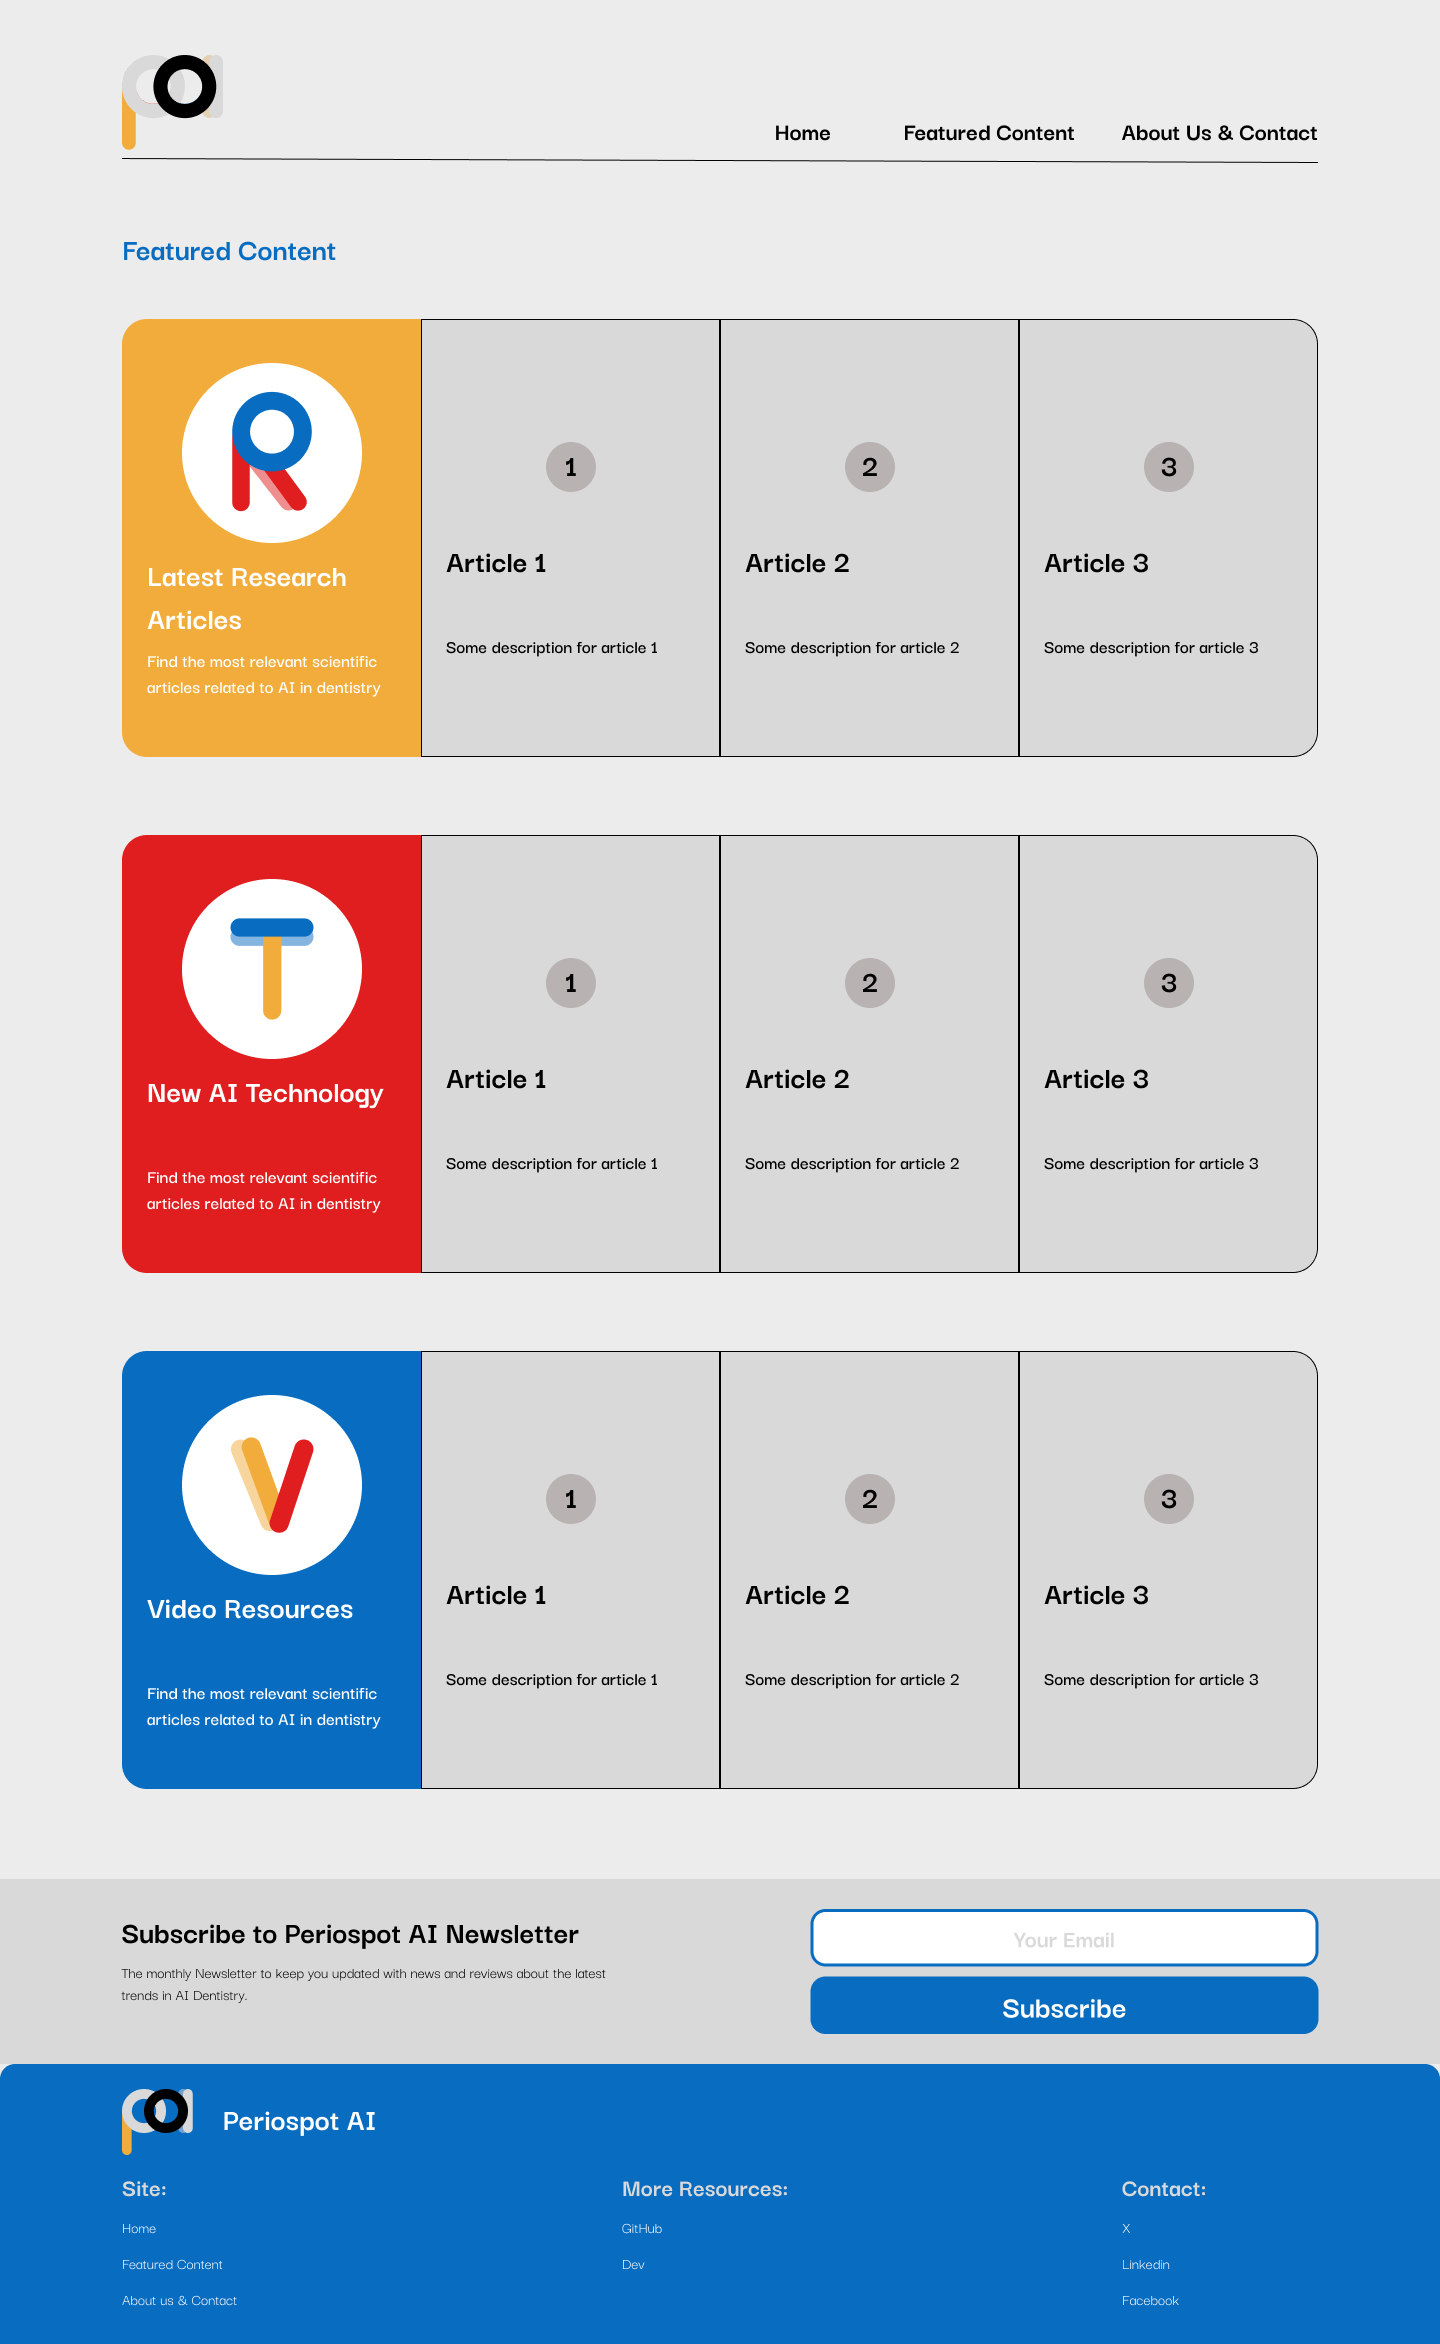 Home Featured Content About Us & Contact
Featured Content
R
Latest Research
Articles
Find the most relevant scientific
articles related to AI in dentistry
1
Article 1
Some description for article 1
2
Article 2
Some description for article 2
3
Article 3
Some description for article 3
T
New AI Technology
Find the most relevant scientific
articles related to AI in dentistry
1
Article 1
Some description for article 1
2
Article 2
Some description for article 2
3
Article 3
Some description for article 3
V
Video Resources
Find the most relevant scientific
articles related to AI in dentistry
1
Article 1
Some description for article 1
2
Article 2
Some description for article 2
3
Article 3
Some description for article 3
Subscribe to Periospot AI Newsletter
The monthly Newsletter to keep you updated with news and reviews about the latest
trends in AI Dentistry.
Your Email
Subscribe
Periospot AI
Site:
Home
Featured Content
About us & Contact
More Resources:
GitHub
Dev
Contact:
X
Linkedin
Facebook